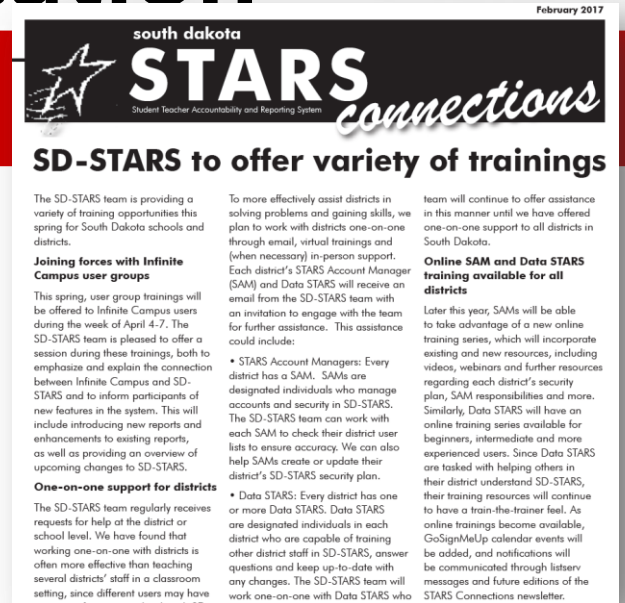 February 2017
south dakota
STARS
Student Teacher Accountability and Reporting System
connections
SD-STARS to offer variety of trainings
The SD-STARS team is providing a
variety of training opportunities this
spring for South Dakota schools and
districts.
Joining forces with Infinite
Campus user groups
This spring, user group trainings will
be offered to Infinite Campus users
during the week of April 4-7. The
SD-STARS team is pleased to offer a
session during these trainings, both to
emphasize and explain the connection
between Infinite Campus and SD-
STARS and to inform participants of
new features in the system. This will
include introducing new reports and
enhancements to existing reports,
as well as providing an overview of
upcoming changes to SD-STARS.
One-on-one support for districts
The SD-STARS team regularly receives
requests for help at the district or
school level. We have found that
working one-on-one with districts is
often more effective than teaching
several districts' staff in a classroom
setting, since different users may have
To more effectively assist districts in
solving problems and gaining skills, we
plan to work with districts one-on-one
through email, virtual trainings and
(when necessary) in-person support.
Each district's STARS Account Manager
(SAM) and Data STARS will receive an
email from the SD-STARS team with
an invitation to engage with the team
for further assistance. This assistance
could include:
• STARS Account Managers: Every
district has a SAM. SAMs are
designated individuals who manage
accounts and security in SD-STARS.
The SD-STARS team can work with
each SAM to check their district user
lists to ensure accuracy. We can also
help SAMs create or update their
district's SD-STARS security plan.
• Data STARS: Every district has one
or more Data STARS. Data STARS
are designated individuals in each
district who are capable of training
other district staff in SD-STARS, answer
questions and keep up-to-date with
any changes. The SD-STARS team will
work one-on-one with Data STARS who
team will continue to offer assistance
in this manner until we have offered
one-on-one support to all districts in
South Dakota.
Online SAM and Data STARS
training available for all
districts
Later this year, SAMs will be able
to take advantage of a new online
training series, which will incorporate
existing and new resources, including
videos, webinars and further resources
regarding each district's security
plan, SAM responsibilities and more.
Similarly, Data STARS will have an
online training series available for
beginners, intermediate and more
experienced users. Since Data STARS
are tasked with helping others in
their district understand SD-STARS,
their training resources will continue
to have a train-the-trainer feel. As
online trainings become available,
GoSignMeUp calendar events will
be added, and notifications will
be communicated through listserv
messages and future editions of the
STARS Connections newsletter.